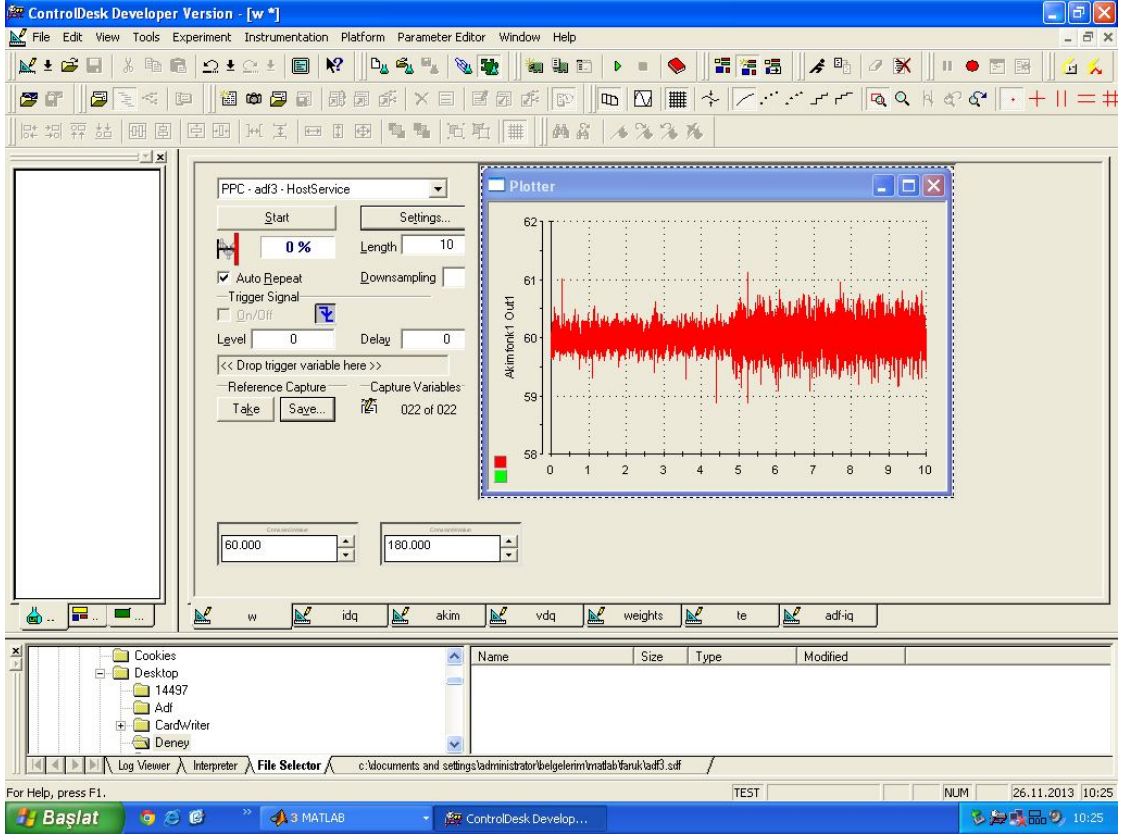 ControlDesk Developer Version - [w *]
File Edit View Tools Experiment Instrumentation Platform Parameter Editor Window Help
PPC - adf3 - HostService
Start Settings...
0 % Length 10
Auto Repeat Downsampling
Trigger Signal
On/Off
Level 0 Delay 0
<< Drop trigger variable here >>
Reference Capture Capture Variables
Take Save... 022 of 022
Plotter
62
61
60
59
58
Akimfonk1 Out1
0 1 2 3 4 5 6 7 8 9 10
60.000 180.000
.. .. ...
w idq akim vdq weights te adf-iq
Cookies
Desktop
14497
Adf
CardWriter
Deney
Name Size Type Modified
Log Viewer Interpreter File Selector c:\documents and settings\administrator\belgelerim\matlab\faruk\adf3.sdf
For Help, press F1. TEST NUM 26.11.2013 10:25
Başlat 3 MATLAB ControlDesk Develop... 10:25